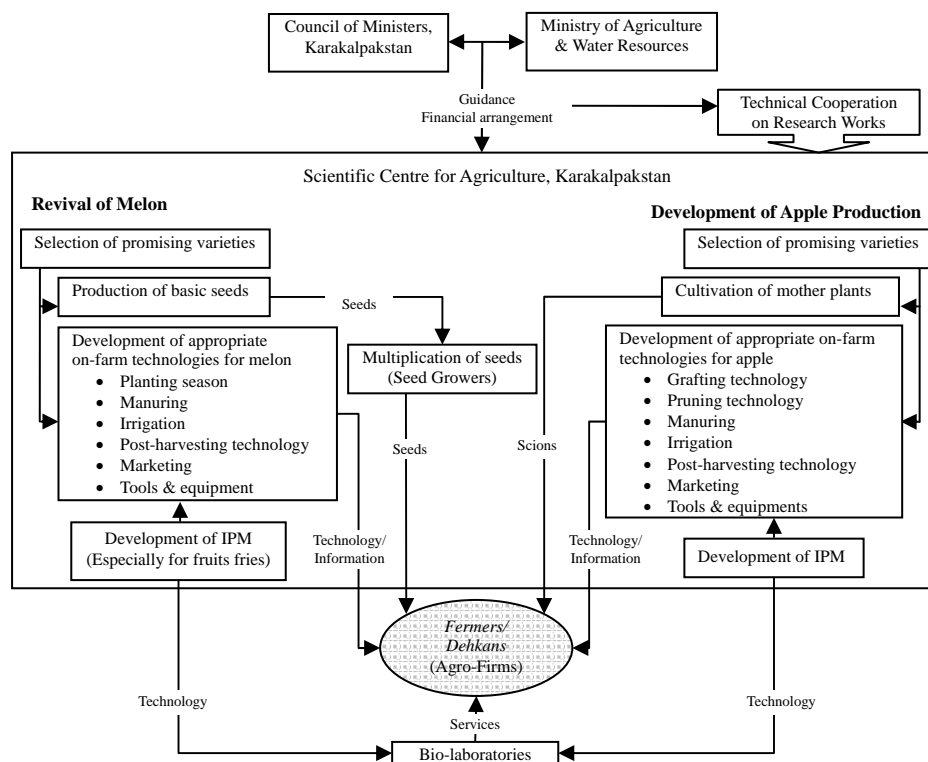 Council of Ministers,
Karakalpakstan
Ministry of Agriculture
& Water Resources
Guidance
Financial arrangement
Technical Cooperation
on Research Works
Scientific Centre for Agriculture, Karakalpakstan
Revival of Melon
Development of Apple Production
Selection of promising varieties
Selection of promising varieties
Production of basic seeds
Seeds
Cultivation of mother plants
Development of appropriate
on-farm technologies for melon
• Planting season
• Manuring
• Irrigation
• Post-harvesting technology
• Marketing
• Tools & equipment
Multiplication of seeds
(Seed Growers)
Development of appropriate on-farm
technologies for apple
• Grafting technology
• Pruning technology
• Manuring
• Irrigation
• Post-harvesting technology
• Marketing
• Tools & equipments
Seeds
Scions
Development of IPM
(Especially for fruits fries)
Technology/
Information
Technology/
Information
Development of IPM
Fermers/
Dehkans
(Agro-Firms)
Technology
Services
Technology
Bio-laboratories